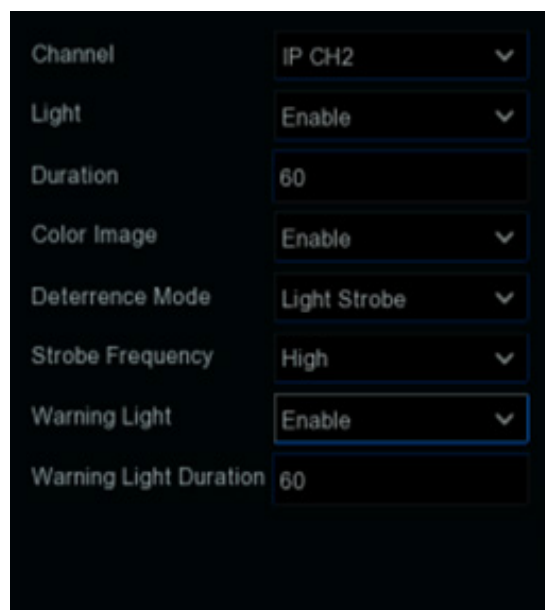 Channel IP CH2
Light Enable
Duration 60
Color Image Enable
Deterrence Mode Light Strobe
Strobe Frequency High
Warning Light Enable
Warning Light Duration 60